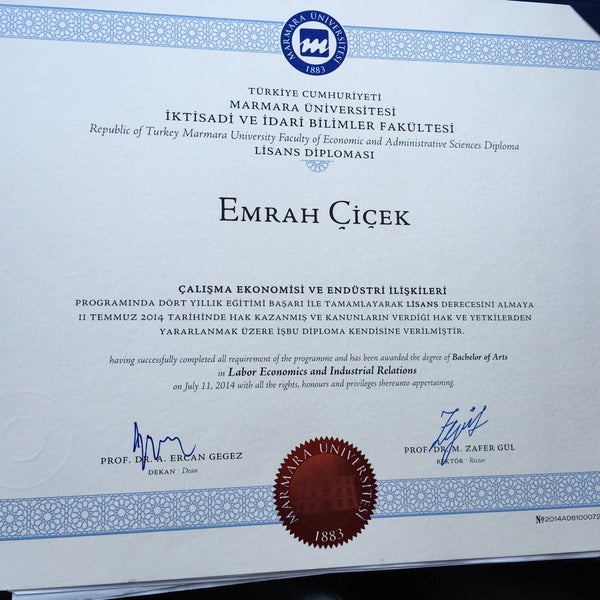 MARMARA ÜNİVERSİTESİ
m
1883
TÜRKİYE CUMHURİYETİ
MARMARA ÜNİVERSİTESİ
İKTİSADİ VE İDARİ BİLİMLER FAKÜLTESİ
Republic of Turkey Marmara University Faculty of Economic and Administrative Sciences Diploma
LİSANS DİPLOMASI
EMRAH ÇİÇEK
ÇALIŞMA EKONOMİSİ VE ENDÜSTRİ İLİŞKİLERİ
PROGRAMINDA DÖRT YILLIK EĞİTİMİ BAŞARI İLE TAMAMLAYARAK LİSANS DERECESİNİ ALMAYA
11 TEMMUZ 2014 TARİHİNDE HAK KAZANMIŞ VE KANUNLARIN VERDİĞİ HAK VE YETKİLERDEN
YARARLANMAK ÜZERE İŞBU DİPLOMA KENDİSİNE VERİLMİŞTİR.
having successfully completed all requirement of the programme and has been awarded the degree of Bachelor of Arts
in Labor Economics and Industrial Relations
on July 11, 2014 with all the rights, honours and privileges thereunto appertaining.
PROF. DR. A. ERCAN GEGEZ
DEKAN · Dean
PROF. DR. M. ZAFER GÜL
REKTÖR · Rector
MARMARA ÜNİVERSİTESİ
1883
№2014A08100072